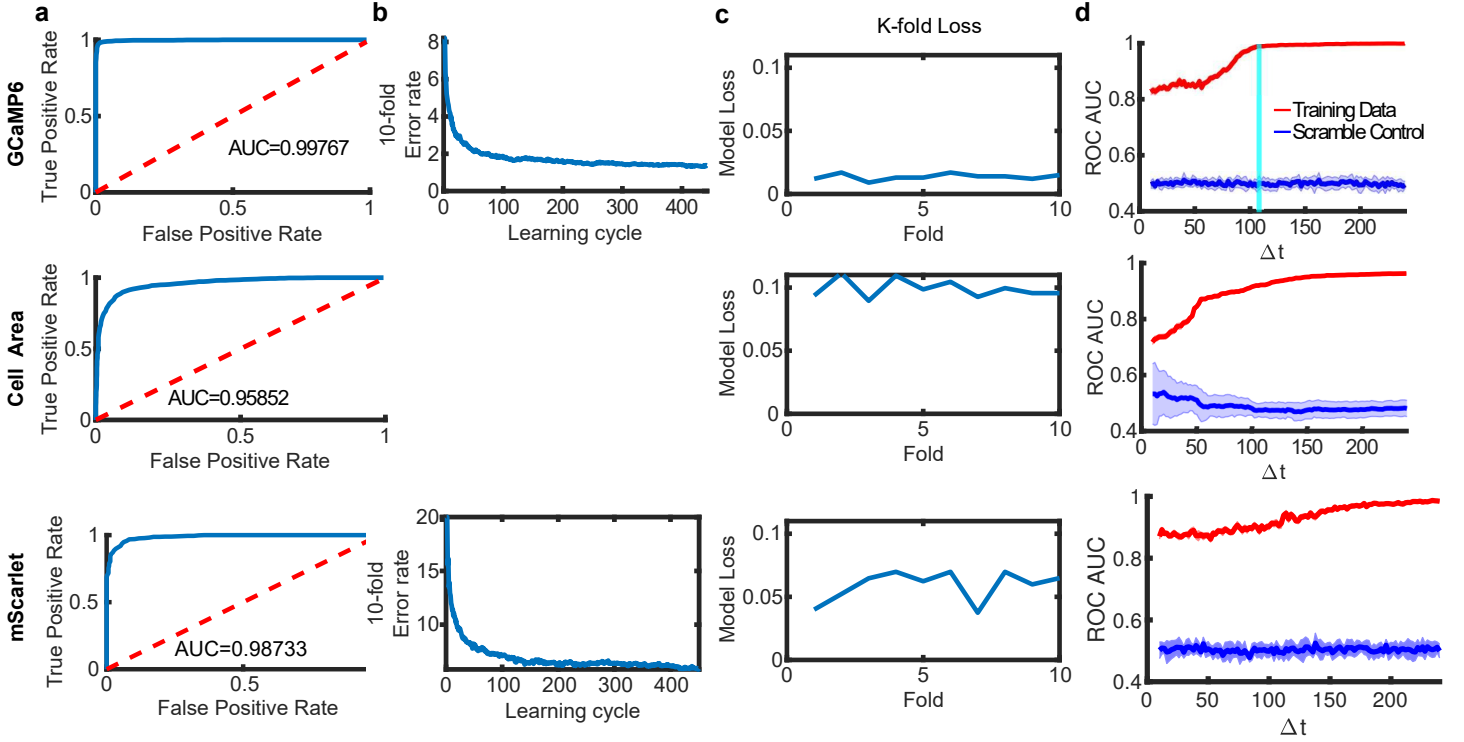 a
b
c
d
GCaMP6
True Positive Rate
1
0.5
0
AUC=0.99767
0
0.5
1
False Positive Rate
10-fold
Error rate
8
6
4
2
0
0
100
200
300
400
Learning cycle
K-fold Loss
Model Loss
0.1
0.05
0
0
5
10
Fold
ROC AUC
1
0.8
0.6
0.4
Training Data
Scramble Control
0
50
100
150
200
Δt
Cell Area
True Positive Rate
1
0.5
0
AUC=0.95852
0
0.5
1
False Positive Rate
Model Loss
0.1
0.05
0
0
5
10
Fold
ROC AUC
1
0.8
0.6
0.4
0
50
100
150
200
Δt
mScarlet
True Positive Rate
1
0.5
0
AUC=0.98733
0
0.5
False Positive Rate
10-fold
Error rate
20
15
10
0
100
200
300
400
Learning cycle
Model Loss
0.1
0.05
0
0
5
10
Fold
ROC AUC
1
0.8
0.6
0.4
0
50
100
150
200
Δt